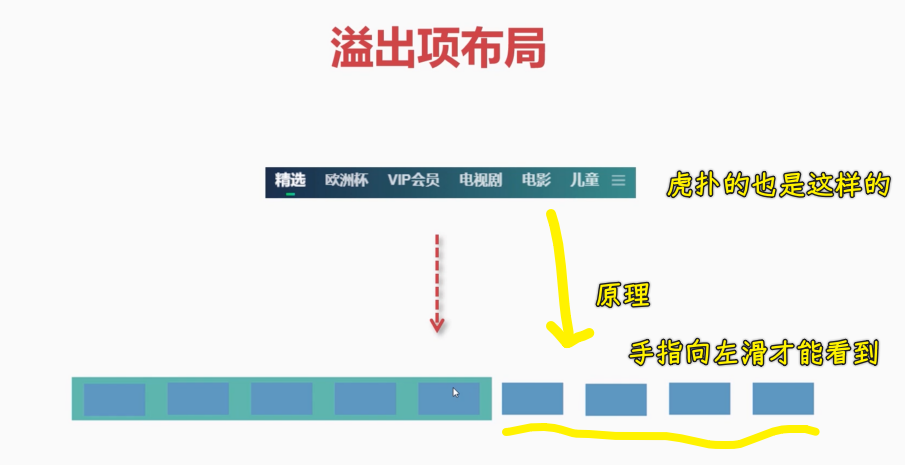 溢出项布局
精选 欧洲杯 VIP会员 电视剧 电影 儿童
虎扑的也是这样的
原理
手指向左滑才能看到